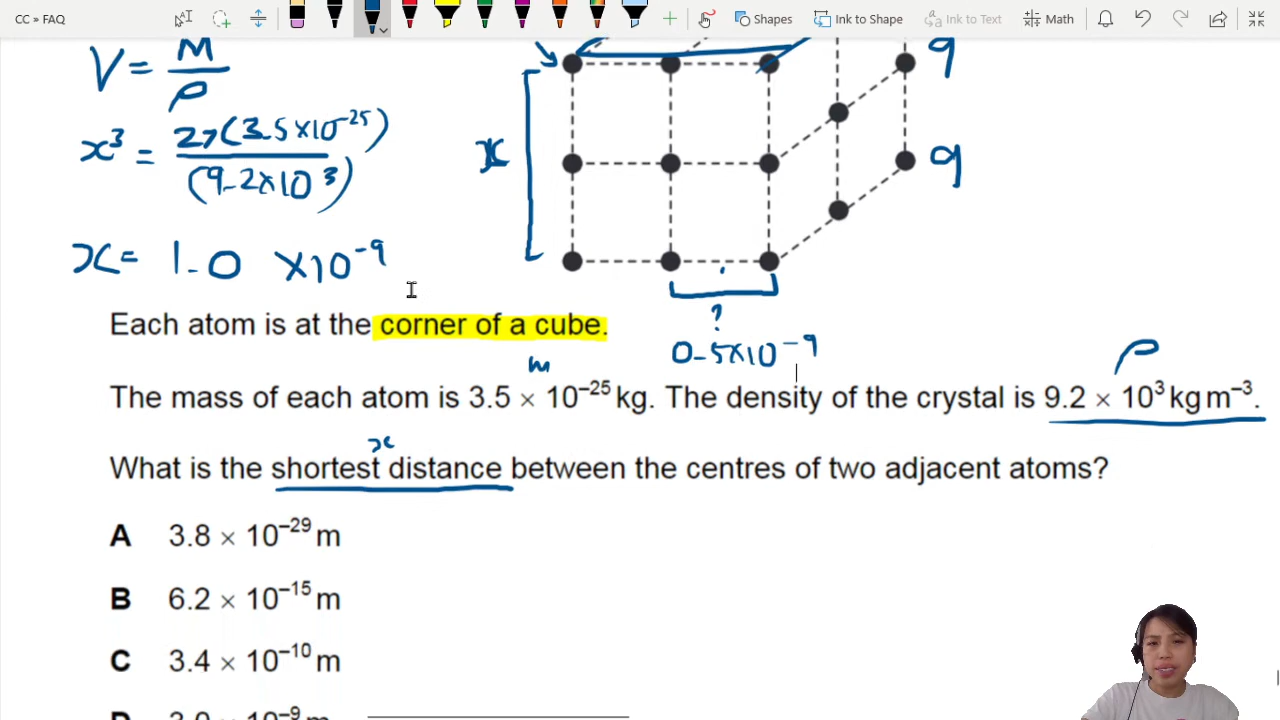 CC » FAQ
Shapes
Ink to Shape
Ink to Text
Math
V = M / ρ
x³ = 27(3.5×10⁻²⁵) / (9.2×10³)
x = 1.0 ×10⁻⁹
x
9
9
?
0.5×10⁻⁹
Each atom is at the corner of a cube.
m
ρ
The mass of each atom is 3.5 × 10⁻²⁵ kg. The density of the crystal is 9.2 × 10³ kg m⁻³.
x
What is the shortest distance between the centres of two adjacent atoms?
A 3.8 × 10⁻²⁹ m
B 6.2 × 10⁻¹⁵ m
C 3.4 × 10⁻¹⁰ m